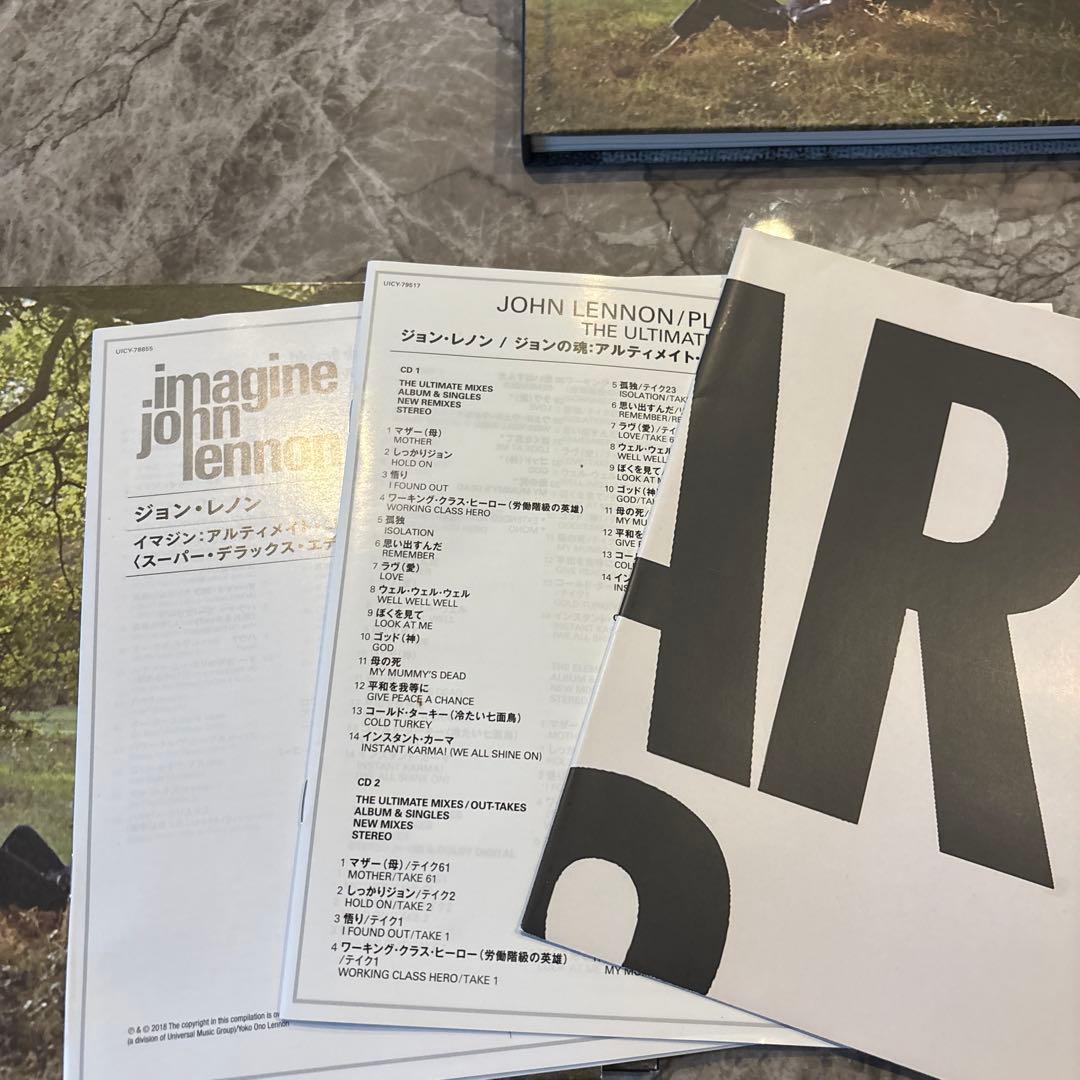 UICY-78855
imagine
john
lennon
ジョン・レノン
イマジン:アルティメイト・
〈スーパー・デラックス・エデ
℗ & © 2018 The copyright in this compilation is ow
(a division of Universal Music Group)/Yoko Ono Lennon
UICY-79517
JOHN LENNON/PL
THE ULTIMATE
ジョン・レノン / ジョンの魂:アルティメイト・
CD 1
THE ULTIMATE MIXES
ALBUM & SINGLES
NEW REMIXES
STEREO
1 マザー(母)
MOTHER
2 しっかりジョン
HOLD ON
3 悟り
I FOUND OUT
4 ワーキング・クラス・ヒーロー(労働階級の英雄)
WORKING CLASS HERO
5 孤独
ISOLATION
6 思い出すんだ
REMEMBER
7 ラヴ(愛)
LOVE
8 ウェル・ウェル・ウェル
WELL WELL WELL
9 ぼくを見て
LOOK AT ME
10 ゴッド(神)
GOD
11 母の死
MY MUMMY'S DEAD
12 平和を我等に
GIVE PEACE A CHANCE
13 コールド・ターキー(冷たい七面鳥)
COLD TURKEY
14 インスタント・カーマ
INSTANT KARMA! (WE ALL SHINE ON)
CD 2
THE ULTIMATE MIXES/OUT-TAKES
ALBUM & SINGLES
NEW MIXES
STEREO
1 マザー(母)/テイク61
MOTHER/TAKE 61
2 しっかりジョン/テイク2
HOLD ON/TAKE 2
3 悟り/テイク1
I FOUND OUT/TAKE 1
4 ワーキング・クラス・ヒーロー(労働階級の英雄)
/テイク1
WORKING CLASS HERO/TAKE 1
5 孤独/テイク23
ISOLATION/TAK
6 思い出すんだ/リ
REMEMBER/RE
7 ラヴ(愛)/テイ
LOVE/TAKE 6
8 ウェル・ウェル
WELL WELL
9 ぼくを見て
LOOK AT M
10 ゴッド(神
GOD/TAK
11 母の死/
MY MU
12 平和を
GIVE P
13 コール
COL
14 イン
INS
MY MU
AR